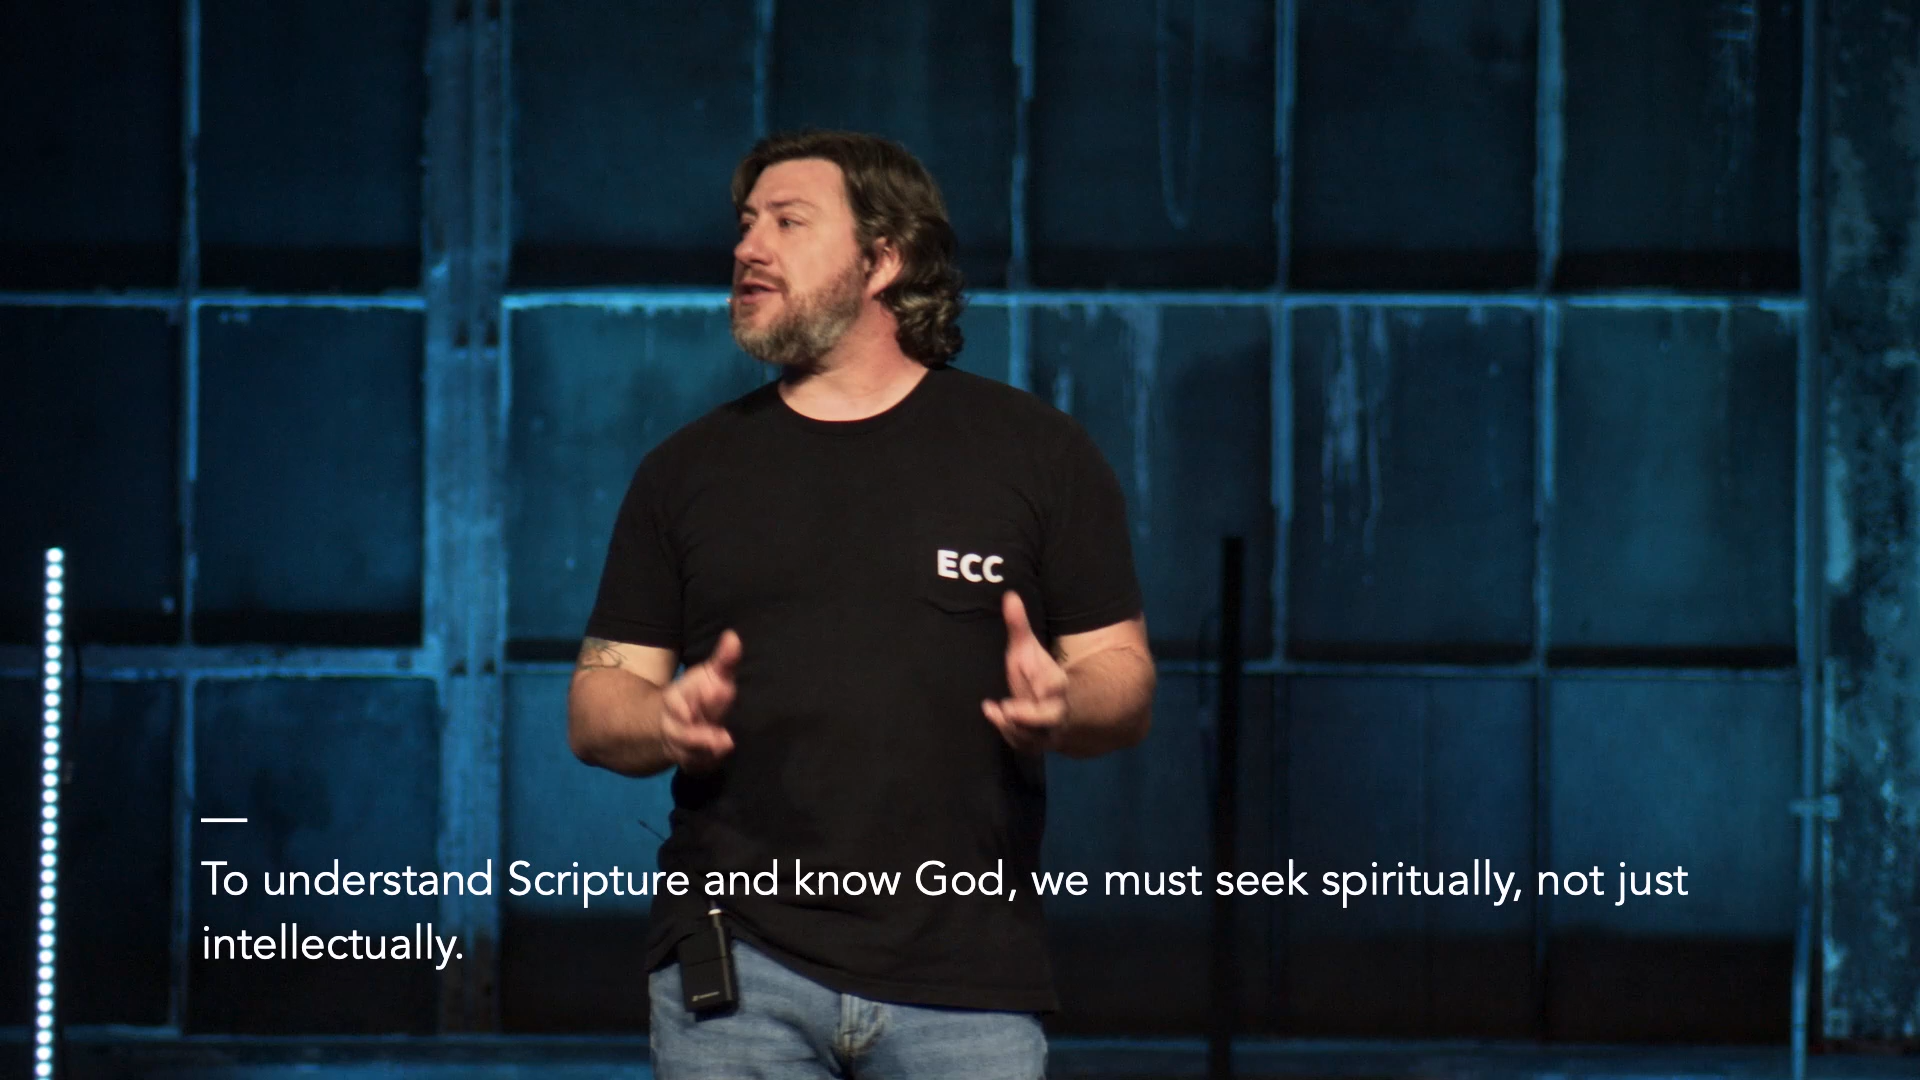 ECC
To understand Scripture and know God, we must seek spiritually, not just
intellectually.